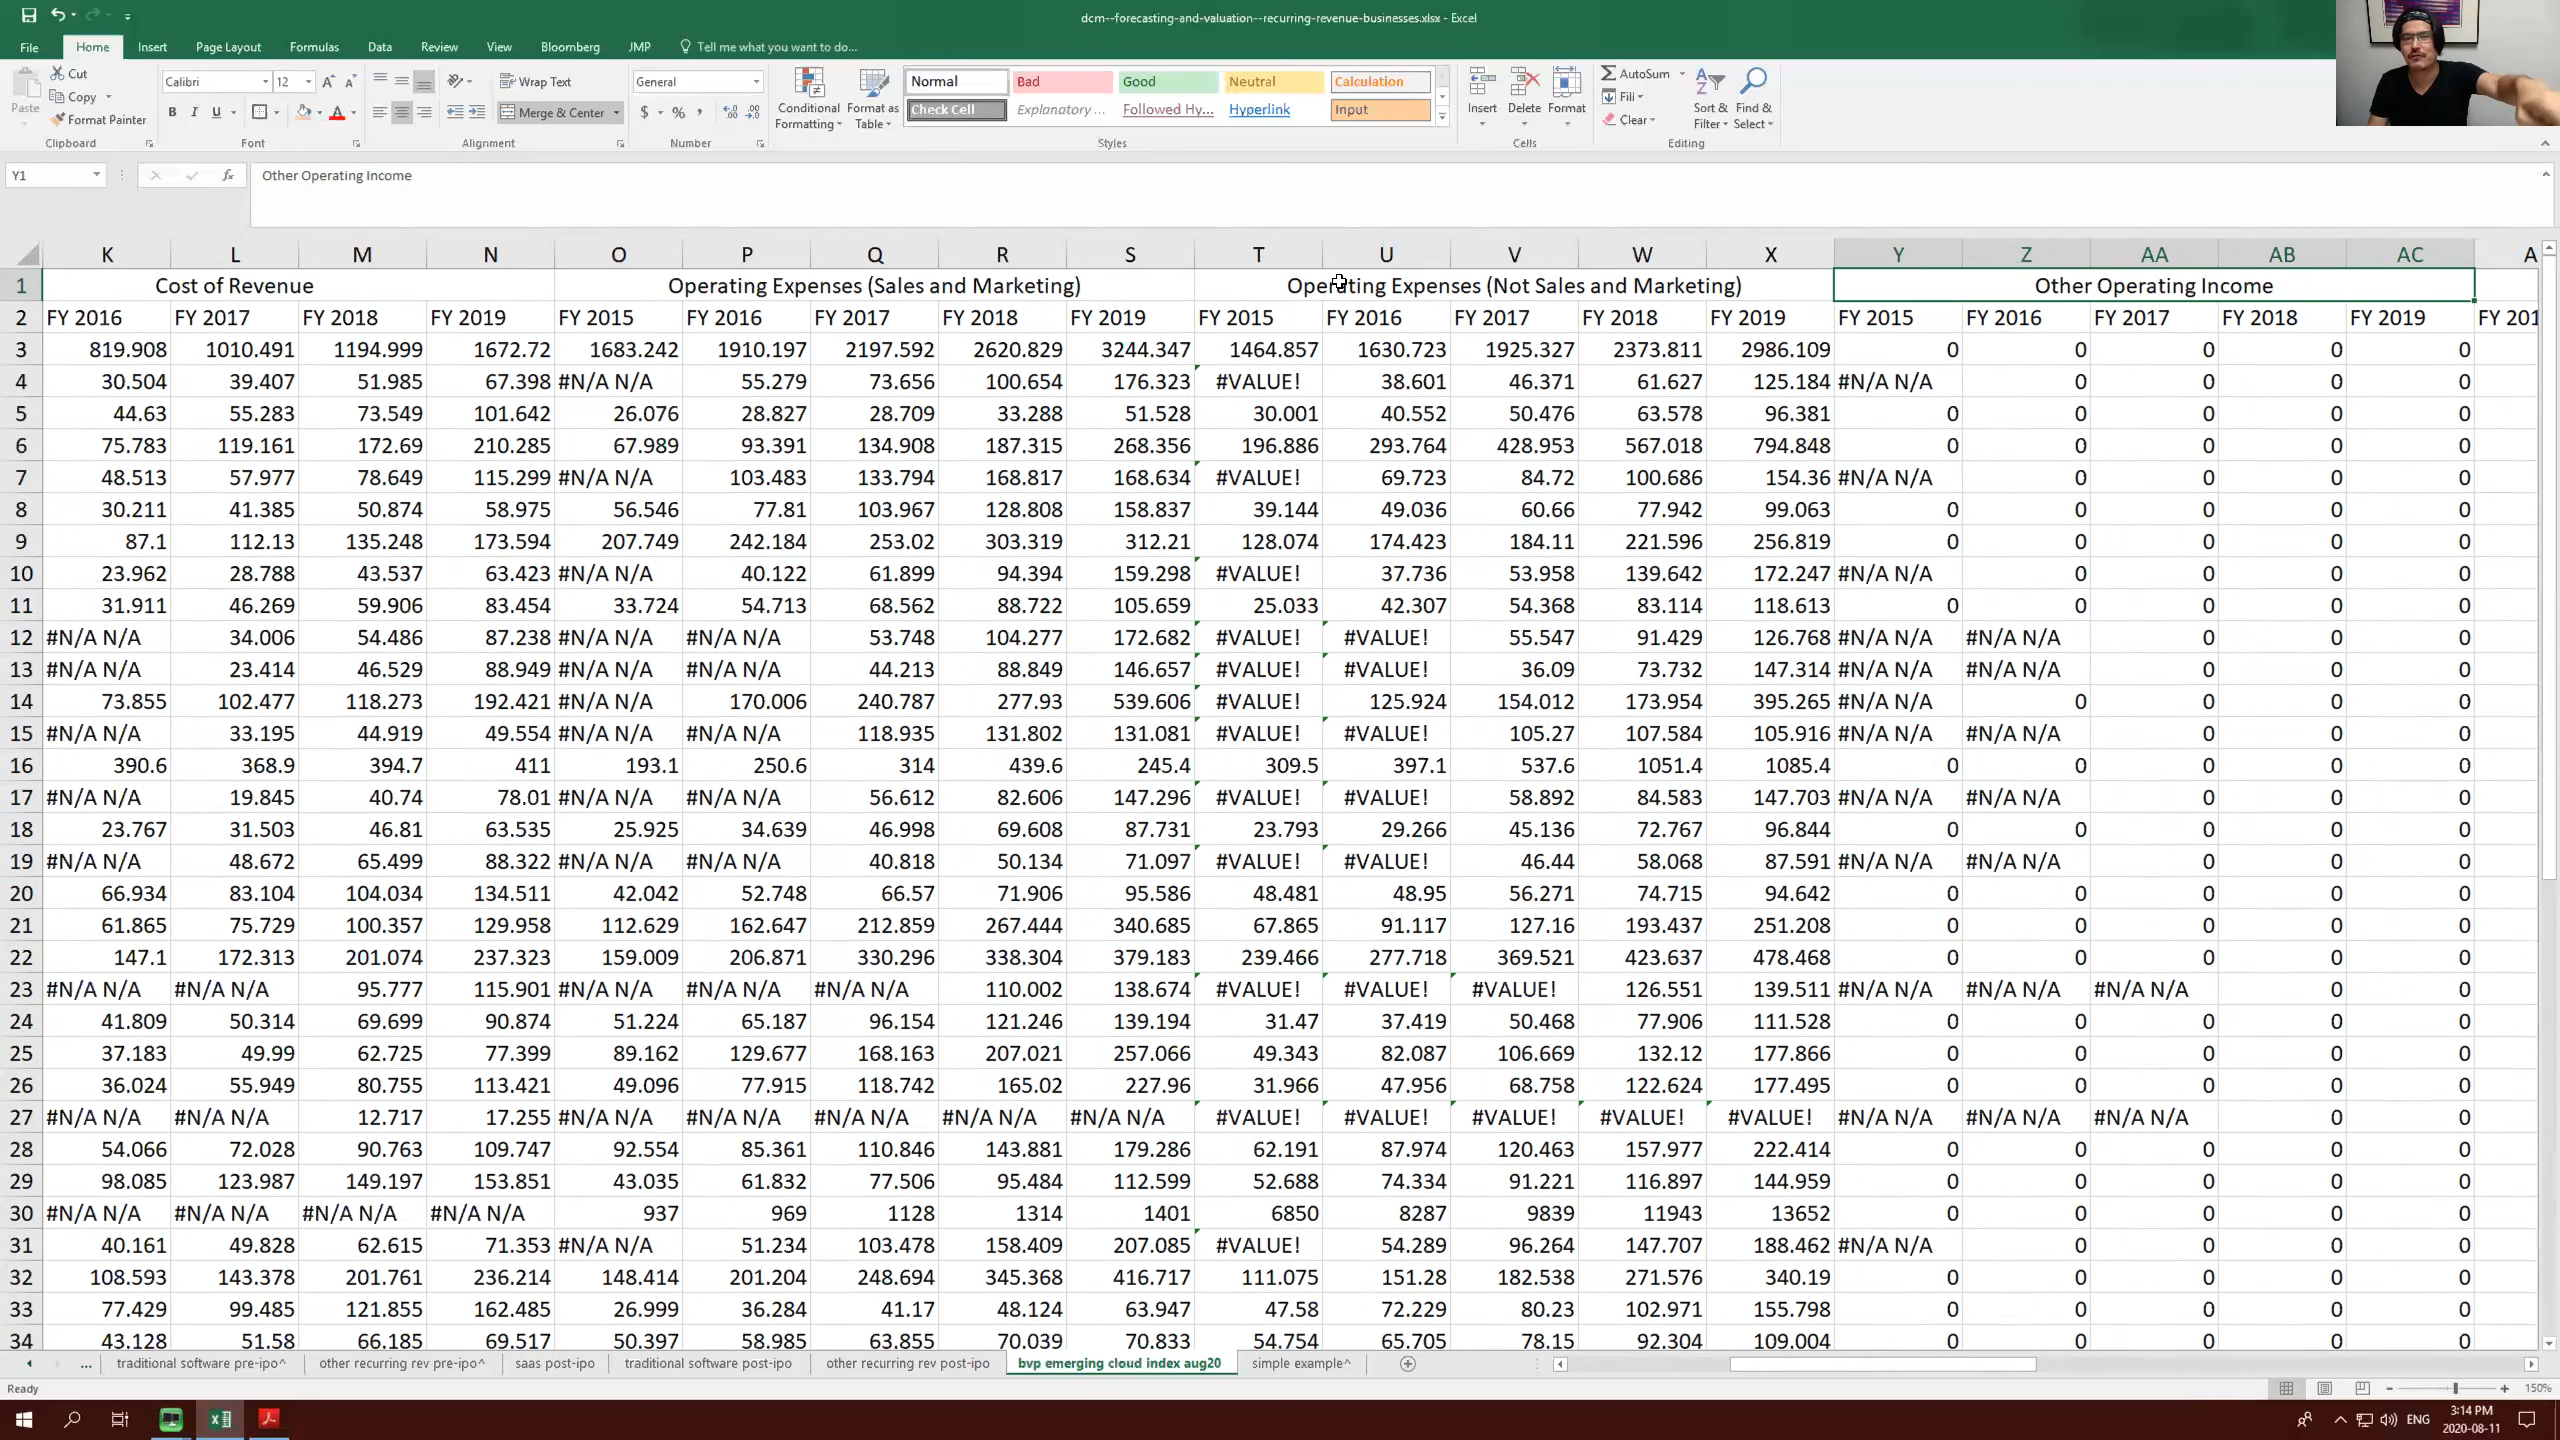 dcm--forecasting-and-valuation--recurring-revenue-businesses.xlsx - Excel
File Home Insert Page Layout Formulas Data Review View Bloomberg JMP Tell me what you want to do...
Paste Cut Copy Format Painter Clipboard
Calibri 12 B I U Font
Wrap Text Merge & Center Alignment
General $ % , Number
Conditional Formatting Format as Table
Normal Bad Good Neutral Calculation
Check Cell Explanatory ... Followed Hy... Hyperlink Input
Styles
Insert Delete Format Cells
AutoSum Fill Clear Sort & Filter Find & Select Editing
Y1 fx Other Operating Income
K L M N O P Q R S T U V W X Y Z AA AB AC A
1 Cost of Revenue Operating Expenses (Sales and Marketing) Operating Expenses (Not Sales and Marketing) Other Operating Income
2 FY 2016 FY 2017 FY 2018 FY 2019 FY 2015 FY 2016 FY 2017 FY 2018 FY 2019 FY 2015 FY 2016 FY 2017 FY 2018 FY 2019 FY 2015 FY 2016 FY 2017 FY 2018 FY 2019 FY 201
3 819.908 1010.491 1194.999 1672.72 1683.242 1910.197 2197.592 2620.829 3244.347 1464.857 1630.723 1925.327 2373.811 2986.109 0 0 0 0 0
4 30.504 39.407 51.985 67.398 #N/A N/A 55.279 73.656 100.654 176.323 #VALUE! 38.601 46.371 61.627 125.184 #N/A N/A 0 0 0 0
5 44.63 55.283 73.549 101.642 26.076 28.827 28.709 33.288 51.528 30.001 40.552 50.476 63.578 96.381 0 0 0 0 0
6 75.783 119.161 172.69 210.285 67.989 93.391 134.908 187.315 268.356 196.886 293.764 428.953 567.018 794.848 0 0 0 0 0
7 48.513 57.977 78.649 115.299 #N/A N/A 103.483 133.794 168.817 168.634 #VALUE! 69.723 84.72 100.686 154.36 #N/A N/A 0 0 0 0
8 30.211 41.385 50.874 58.975 56.546 77.81 103.967 128.808 158.837 39.144 49.036 60.66 77.942 99.063 0 0 0 0 0
9 87.1 112.13 135.248 173.594 207.749 242.184 253.02 303.319 312.21 128.074 174.423 184.11 221.596 256.819 0 0 0 0 0
10 23.962 28.788 43.537 63.423 #N/A N/A 40.122 61.899 94.394 159.298 #VALUE! 37.736 53.958 139.642 172.247 #N/A N/A 0 0 0 0
11 31.911 46.269 59.906 83.454 33.724 54.713 68.562 88.722 105.659 25.033 42.307 54.368 83.114 118.613 0 0 0 0 0
12 #N/A N/A 34.006 54.486 87.238 #N/A N/A #N/A N/A 53.748 104.277 172.682 #VALUE! #VALUE! 55.547 91.429 126.768 #N/A N/A #N/A N/A 0 0 0
13 #N/A N/A 23.414 46.529 88.949 #N/A N/A #N/A N/A 44.213 88.849 146.657 #VALUE! #VALUE! 36.09 73.732 147.314 #N/A N/A #N/A N/A 0 0 0
14 73.855 102.477 118.273 192.421 #N/A N/A 170.006 240.787 277.93 539.606 #VALUE! 125.924 154.012 173.954 395.265 #N/A N/A 0 0 0 0
15 #N/A N/A 33.195 44.919 49.554 #N/A N/A #N/A N/A 118.935 131.802 131.081 #VALUE! #VALUE! 105.27 107.584 105.916 #N/A N/A #N/A N/A 0 0 0
16 390.6 368.9 394.7 411 193.1 250.6 314 439.6 245.4 309.5 397.1 537.6 1051.4 1085.4 0 0 0 0 0
17 #N/A N/A 19.845 40.74 78.01 #N/A N/A #N/A N/A 56.612 82.606 147.296 #VALUE! #VALUE! 58.892 84.583 147.703 #N/A N/A #N/A N/A 0 0 0
18 23.767 31.503 46.81 63.535 25.925 34.639 46.998 69.608 87.731 23.793 29.266 45.136 72.767 96.844 0 0 0 0 0
19 #N/A N/A 48.672 65.499 88.322 #N/A N/A #N/A N/A 40.818 50.134 71.097 #VALUE! #VALUE! 46.44 58.068 87.591 #N/A N/A #N/A N/A 0 0 0
20 66.934 83.104 104.034 134.511 42.042 52.748 66.57 71.906 95.586 48.481 48.95 56.271 74.715 94.642 0 0 0 0 0
21 61.865 75.729 100.357 129.958 112.629 162.647 212.859 267.444 340.685 67.865 91.117 127.16 193.437 251.208 0 0 0 0 0
22 147.1 172.313 201.074 237.323 159.009 206.871 330.296 338.304 379.183 239.466 277.718 369.521 423.637 478.468 0 0 0 0 0
23 #N/A N/A #N/A N/A 95.777 115.901 #N/A N/A #N/A N/A #N/A N/A 110.002 138.674 #VALUE! #VALUE! #VALUE! 126.551 139.511 #N/A N/A #N/A N/A #N/A N/A 0 0
24 41.809 50.314 69.699 90.874 51.224 65.187 96.154 121.246 139.194 31.47 37.419 50.468 77.906 111.528 0 0 0 0 0
25 37.183 49.99 62.725 77.399 89.162 129.677 168.163 207.021 257.066 49.343 82.087 106.669 132.12 177.866 0 0 0 0 0
26 36.024 55.949 80.755 113.421 49.096 77.915 118.742 165.02 227.96 31.966 47.956 68.758 122.624 177.495 0 0 0 0 0
27 #N/A N/A #N/A N/A 12.717 17.255 #N/A N/A #N/A N/A #N/A N/A #N/A N/A #N/A N/A #VALUE! #VALUE! #VALUE! #VALUE! #VALUE! #N/A N/A #N/A N/A #N/A N/A 0 0
28 54.066 72.028 90.763 109.747 92.554 85.361 110.846 143.881 179.286 62.191 87.974 120.463 157.977 222.414 0 0 0 0 0
29 98.085 123.987 149.197 153.851 43.035 61.832 77.506 95.484 112.599 52.688 74.334 91.221 116.897 144.959 0 0 0 0 0
30 #N/A N/A #N/A N/A #N/A N/A #N/A N/A 937 969 1128 1314 1401 6850 8287 9839 11943 13652 0 0 0 0 0
31 40.161 49.828 62.615 71.353 #N/A N/A 51.234 103.478 158.409 207.085 #VALUE! 54.289 96.264 147.707 188.462 #N/A N/A 0 0 0 0
32 108.593 143.378 201.761 236.214 148.414 201.204 248.694 345.368 416.717 111.075 151.28 182.538 271.576 340.19 0 0 0 0 0
33 77.429 99.485 121.855 162.485 26.999 36.284 41.17 48.124 63.947 47.58 72.229 80.23 102.971 155.798 0 0 0 0 0
34 43.128 51.58 66.185 69.517 50.397 58.985 63.855 70.039 70.833 54.754 65.705 78.15 92.304 109.004 0 0 0 0 0
... traditional software pre-ipo^ other recurring rev pre-ipo^ saas post-ipo traditional software post-ipo other recurring rev post-ipo bvp emerging cloud index aug20 simple example^
Ready 150%
ENG 3:14 PM
2020-08-11